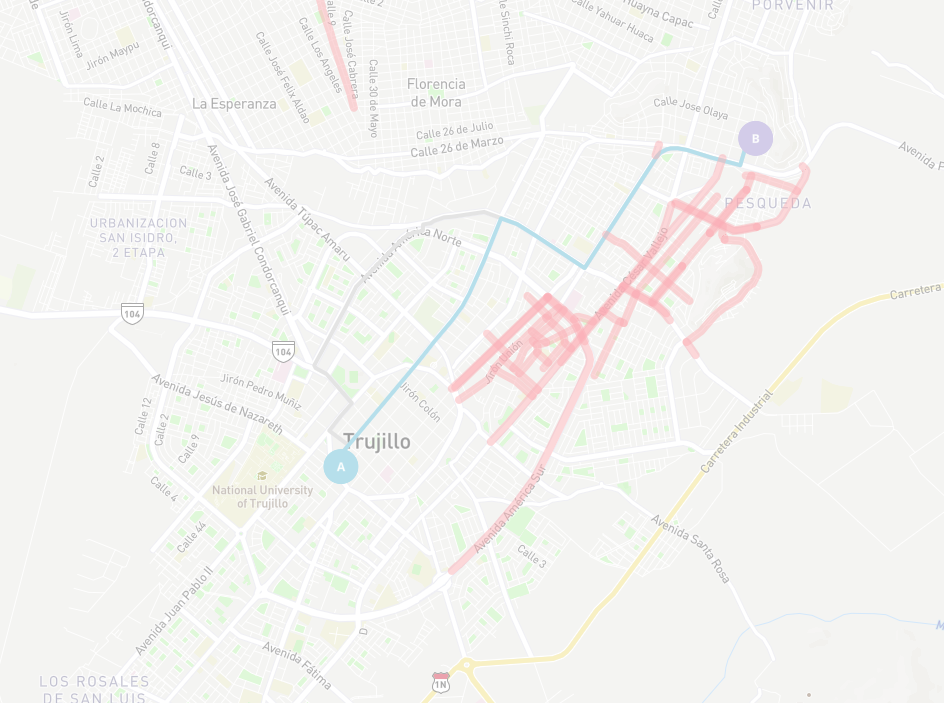 Huayna Capac
PORVENIR
Calle Yahuar Huaca
Calle Sinchi Roca
Condorcanqui
Jirón Lima
Jirón Maypu
Calle 9
Calle José Cabrera
Calle Los Angeles
Calle José Felix Aldao
Calle 30 de Mayo
Florencia
de Mora
La Esperanza
Calle La Mochica
Calle Jose Olaya
Calle 26 de Julio
Calle 26 de Marzo
B
Calle 2
Calle 8
Calle 3
Avenida José Gabriel Condorcanqui
Avenida Túpac Amaru
PESQUEDA
URBANIZACION
SAN ISIDRO,
2 ETAPA
Avenida América Norte
Avenida César Vallejo
Carretera
104
104
Jirón Unión
Jirón Pedro Muñiz
Avenida Jesús de Nazareth
Jirón Colón
Calle 12
Calle 2
Calle 9
Trujillo
A
Carretera Industrial
National University
of Trujillo
Calle 4
Calle 44
Avenida América Sur
Calle 3
Avenida Santa Rosa
Avenida Juan Pablo II
D
Avenida Fátima
LOS ROSALES
DE SAN LUIS
1N